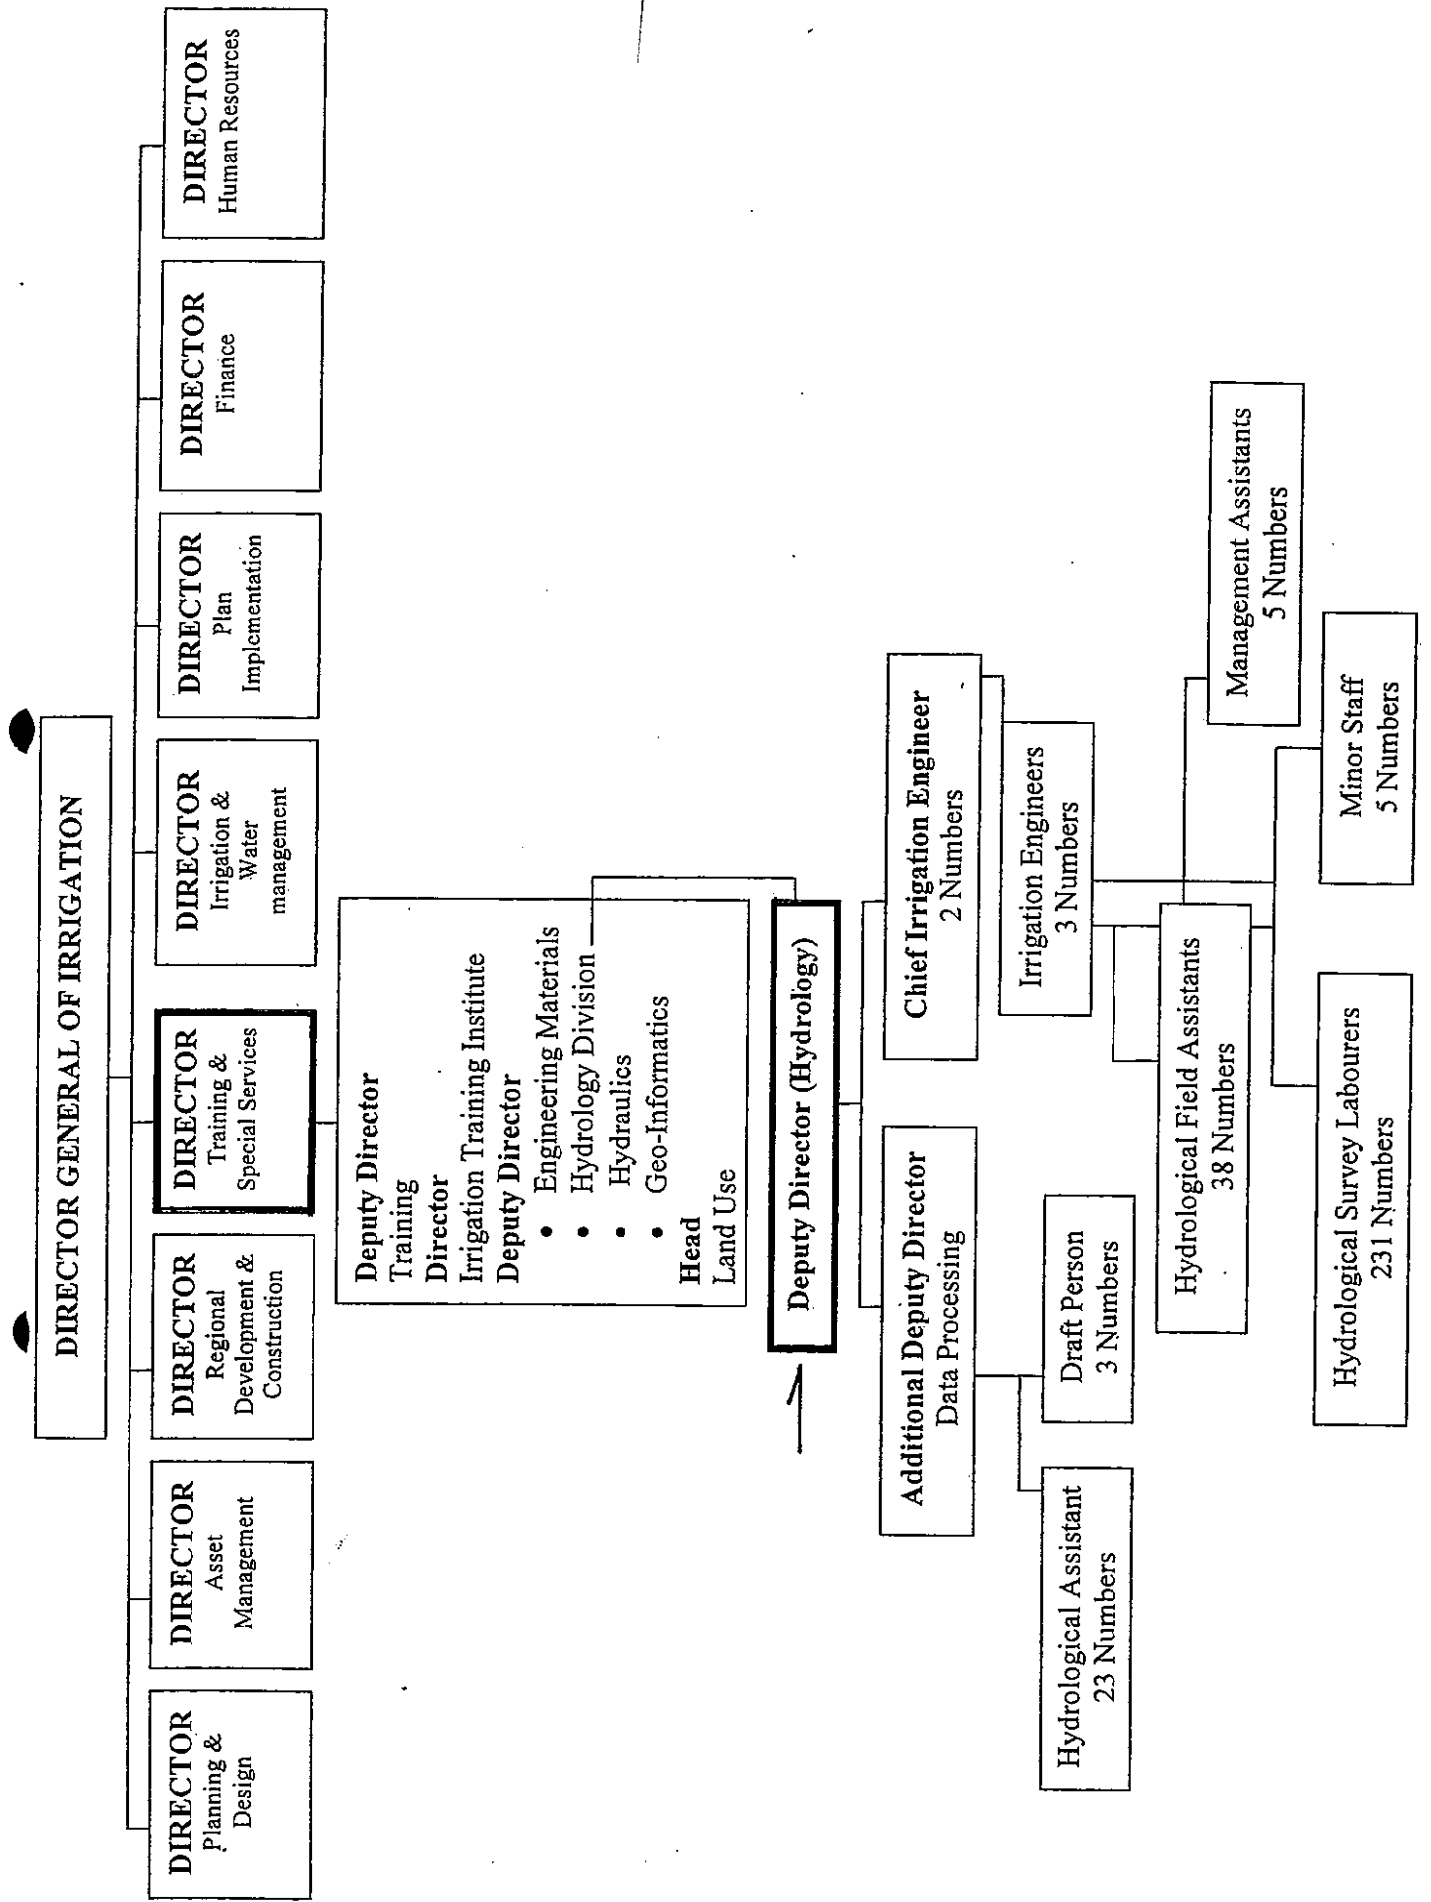 DIRECTOR GENERAL OF IRRIGATION
DIRECTOR
Planning &
Design
DIRECTOR
Asset
Management
DIRECTOR
Regional
Development &
Construction
DIRECTOR
Training &
Special Services
DIRECTOR
Irrigation &
Water
management
DIRECTOR
Plan
Implementation
DIRECTOR
Finance
DIRECTOR
Human Resources
Deputy Director
Training
Director
Irrigation Training Institute
Deputy Director
• Engineering Materials
• Hydrology Division
• Hydraulics
• Geo-Informatics
Head
Land Use
Deputy Director (Hydrology)
Additional Deputy Director
Data Processing
Chief Irrigation Engineer
2 Numbers
Hydrological Assistant
23 Numbers
Draft Person
3 Numbers
Irrigation Engineers
3 Numbers
Hydrological Field Assistants
38 Numbers
Management Assistants
5 Numbers
Hydrological Survey Labourers
231 Numbers
Minor Staff
5 Numbers